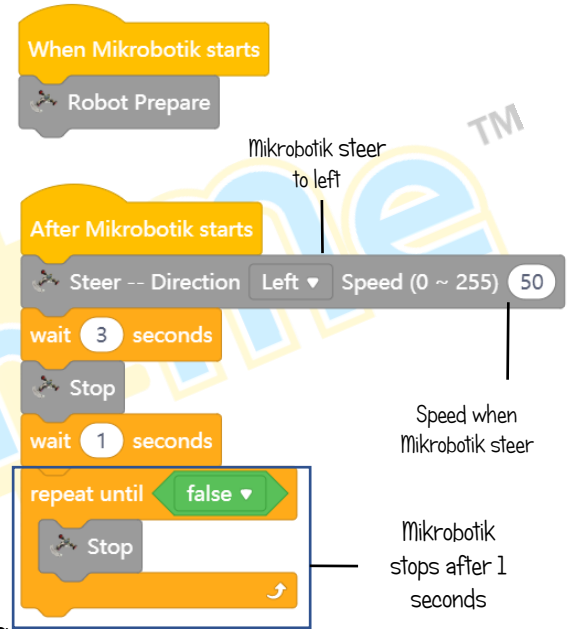 When Mikrobotik starts
Robot Prepare
TM
Mikrobotik steer
to left
After Mikrobotik starts
Steer -- Direction Left ▾ Speed (0 ~ 255) 50
wait 3 seconds
Stop
wait 1 seconds
Speed when
Mikrobotik steer
repeat until false ▾
Stop
Mikrobotik
stops after 1
seconds